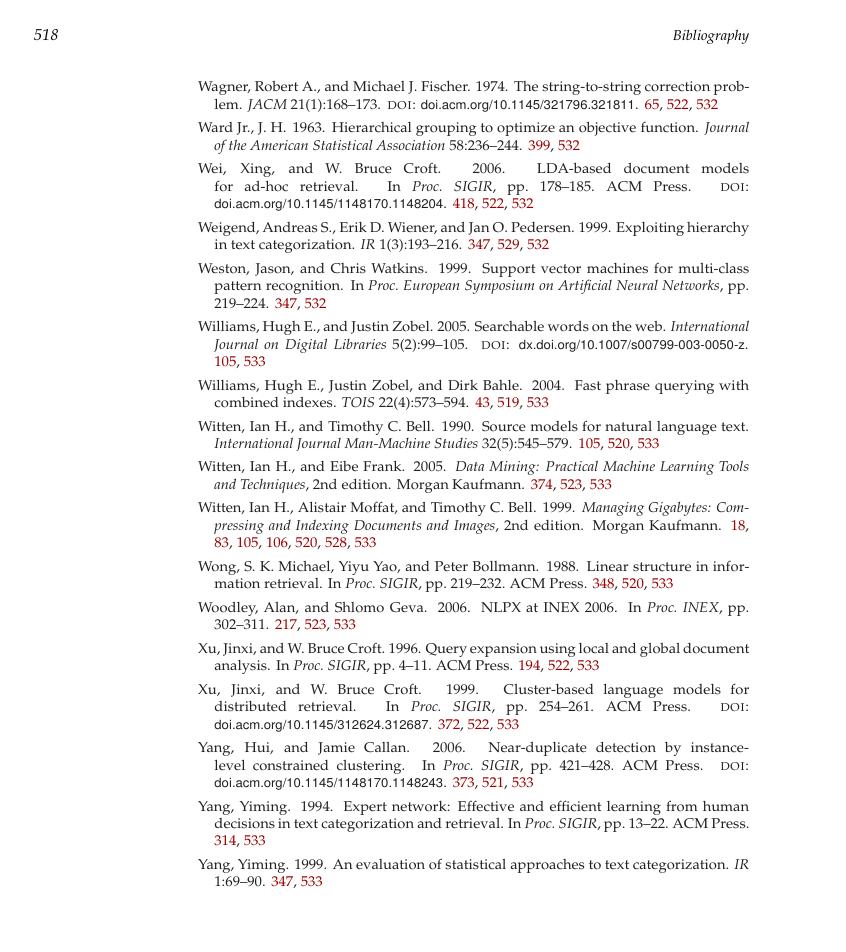 518
Bibliography
Wagner, Robert A., and Michael J. Fischer. 1974. The string-to-string correction prob-
lem. JACM 21(1):168–173. DOI: doi.acm.org/10.1145/321796.321811. 65, 522, 532
Ward Jr., J. H. 1963. Hierarchical grouping to optimize an objective function. Journal
of the American Statistical Association 58:236–244. 399, 532
Wei, Xing, and W. Bruce Croft. 2006. LDA-based document models
for ad-hoc retrieval. In Proc. SIGIR, pp. 178–185. ACM Press. DOI:
doi.acm.org/10.1145/1148170.1148204. 418, 522, 532
Weigend, Andreas S., Erik D. Wiener, and Jan O. Pedersen. 1999. Exploiting hierarchy
in text categorization. IR 1(3):193–216. 347, 529, 532
Weston, Jason, and Chris Watkins. 1999. Support vector machines for multi-class
pattern recognition. In Proc. European Symposium on Artificial Neural Networks, pp.
219–224. 347, 532
Williams, Hugh E., and Justin Zobel. 2005. Searchable words on the web. International
Journal on Digital Libraries 5(2):99–105. DOI: dx.doi.org/10.1007/s00799-003-0050-z.
105, 533
Williams, Hugh E., Justin Zobel, and Dirk Bahle. 2004. Fast phrase querying with
combined indexes. TOIS 22(4):573–594. 43, 519, 533
Witten, Ian H., and Timothy C. Bell. 1990. Source models for natural language text.
International Journal Man-Machine Studies 32(5):545–579. 105, 520, 533
Witten, Ian H., and Eibe Frank. 2005. Data Mining: Practical Machine Learning Tools
and Techniques, 2nd edition. Morgan Kaufmann. 374, 523, 533
Witten, Ian H., Alistair Moffat, and Timothy C. Bell. 1999. Managing Gigabytes: Com-
pressing and Indexing Documents and Images, 2nd edition. Morgan Kaufmann. 18,
83, 105, 106, 520, 528, 533
Wong, S. K. Michael, Yiyu Yao, and Peter Bollmann. 1988. Linear structure in infor-
mation retrieval. In Proc. SIGIR, pp. 219–232. ACM Press. 348, 520, 533
Woodley, Alan, and Shlomo Geva. 2006. NLPX at INEX 2006. In Proc. INEX, pp.
302–311. 217, 523, 533
Xu, Jinxi, and W. Bruce Croft. 1996. Query expansion using local and global document
analysis. In Proc. SIGIR, pp. 4–11. ACM Press. 194, 522, 533
Xu, Jinxi, and W. Bruce Croft. 1999. Cluster-based language models for
distributed retrieval. In Proc. SIGIR, pp. 254–261. ACM Press. DOI:
doi.acm.org/10.1145/312624.312687. 372, 522, 533
Yang, Hui, and Jamie Callan. 2006. Near-duplicate detection by instance-
level constrained clustering. In Proc. SIGIR, pp. 421–428. ACM Press. DOI:
doi.acm.org/10.1145/1148170.1148243. 373, 521, 533
Yang, Yiming. 1994. Expert network: Effective and efficient learning from human
decisions in text categorization and retrieval. In Proc. SIGIR, pp. 13–22. ACM Press.
314, 533
Yang, Yiming. 1999. An evaluation of statistical approaches to text categorization. IR
1:69–90. 347, 533